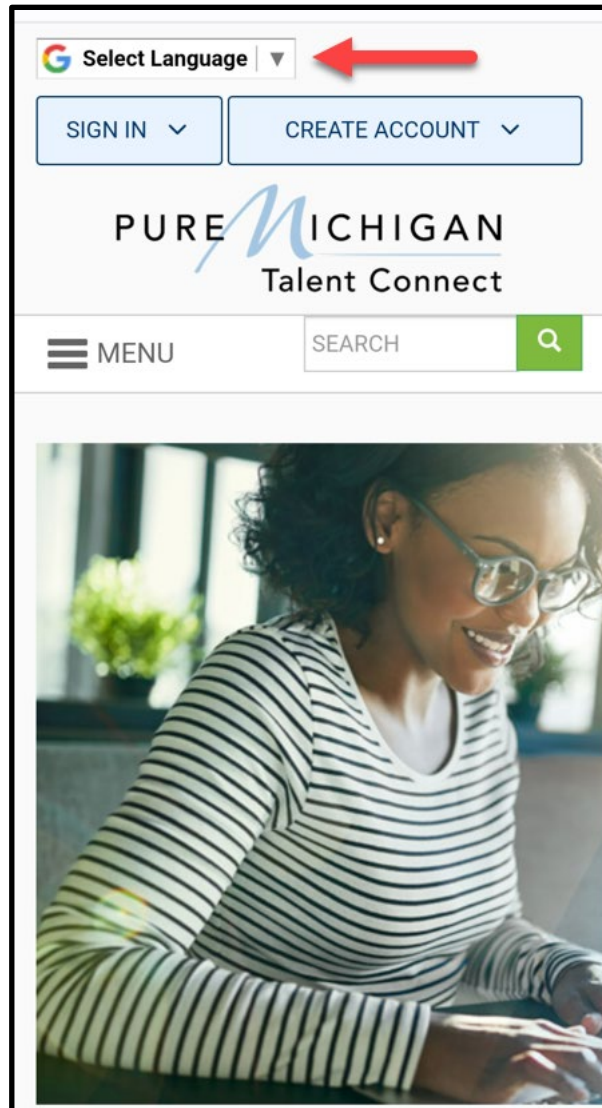 Select Language ▼
SIGN IN
CREATE ACCOUNT
PURE MICHIGAN
Talent Connect
MENU
SEARCH